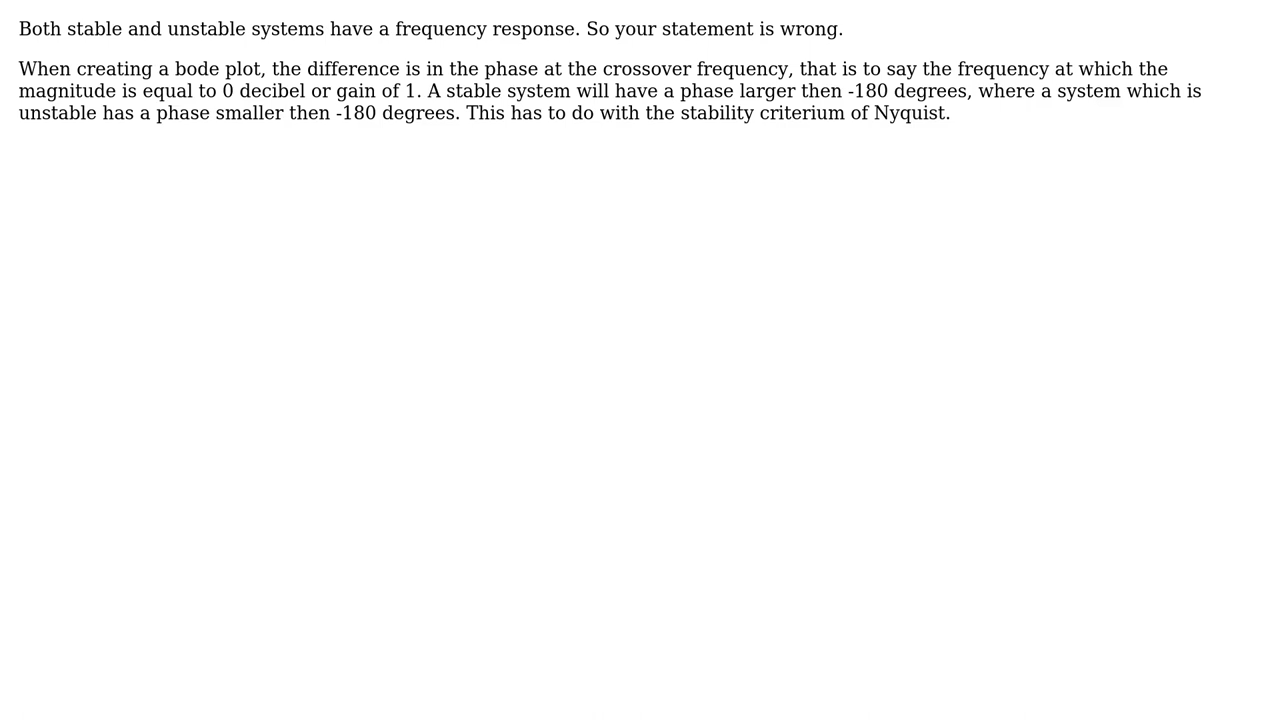 Both stable and unstable systems have a frequency response. So your statement is wrong.
When creating a bode plot, the difference is in the phase at the crossover frequency, that is to say the frequency at which the
magnitude is equal to 0 decibel or gain of 1. A stable system will have a phase larger then -180 degrees, where a system which is
unstable has a phase smaller then -180 degrees. This has to do with the stability criterium of Nyquist.